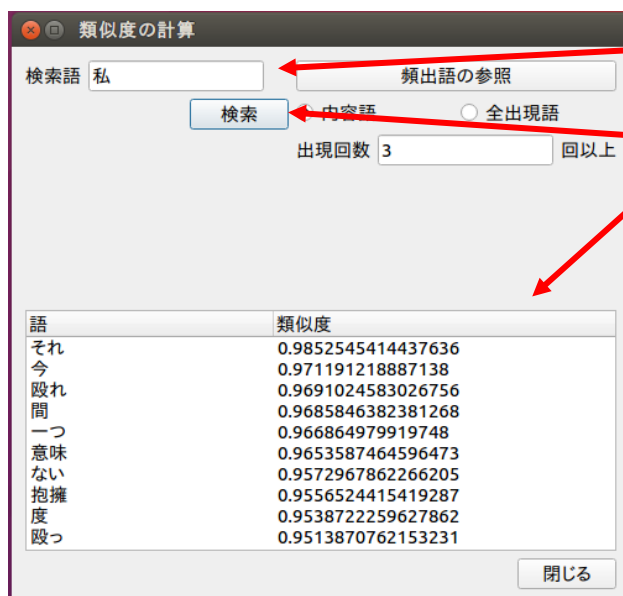 類似度の計算
検索語 私 頻出語の参照
検索 内容語 全出現語
出現回数 3 回以上
語 類似度
それ 0.9852545414437636
今 0.971191218887138
殴れ 0.9691024583026756
間 0.9685846382381268
一つ 0.966864979919748
意味 0.9653587464596473
ない 0.9572967862266205
抱擁 0.9556524415419287
度 0.9538722259627862
殴っ 0.9513870762153231
閉じる